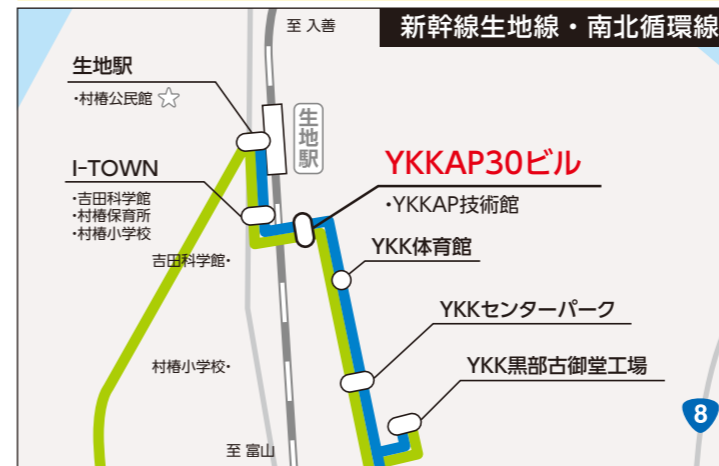 新幹線生地線・南北循環線
至 入善
生地駅
・村椿公民館 ☆
生地駅
I-TOWN
・吉田科学館
・村椿保育所
・村椿小学校
YKKAP30ビル
・YKKAP技術館
吉田科学館・
YKK体育館
YKKセンターパーク
村椿小学校・
YKK黒部古御堂工場
8
至 富山